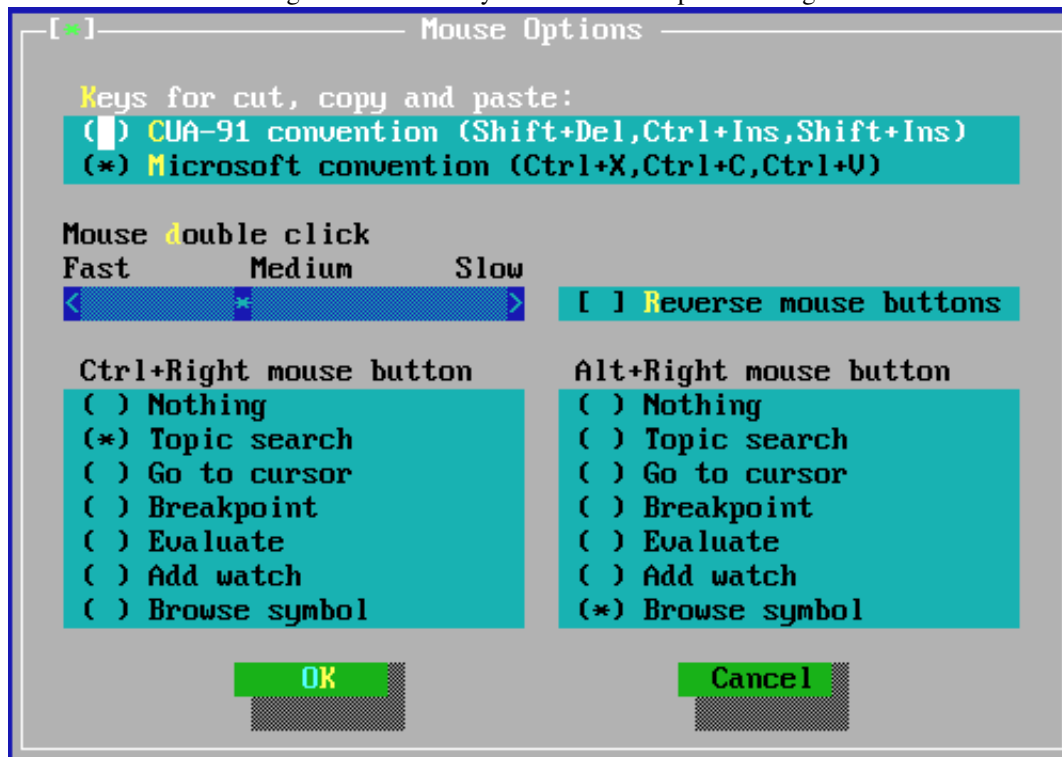 [*] Mouse Options
Keys for cut, copy and paste:
( ) CUA-91 convention (Shift+Del,Ctrl+Ins,Shift+Ins)
(*) Microsoft convention (Ctrl+X,Ctrl+C,Ctrl+V)
Mouse double click
Fast Medium Slow
< * >
[ ] Reverse mouse buttons
Ctrl+Right mouse button
( ) Nothing
(*) Topic search
( ) Go to cursor
( ) Breakpoint
( ) Evaluate
( ) Add watch
( ) Browse symbol
Alt+Right mouse button
( ) Nothing
( ) Topic search
( ) Go to cursor
( ) Breakpoint
( ) Evaluate
( ) Add watch
(*) Browse symbol
OK
Cancel